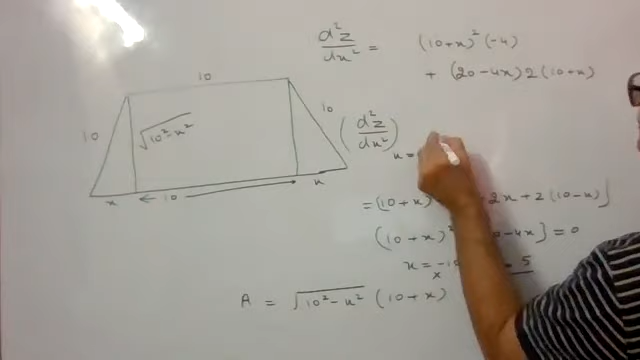 d²z/dx² = (10+x)²(-4)
+ (20-4x)2(10+x)
10
10
10
√10²-x²
x
10
x
(d²z/dx²) x=
=(10+x) 2x+2(10-x)}
(10+x)² 0-4x}=0
x = -10 = 5
x
A = √10²-x² (10+x)